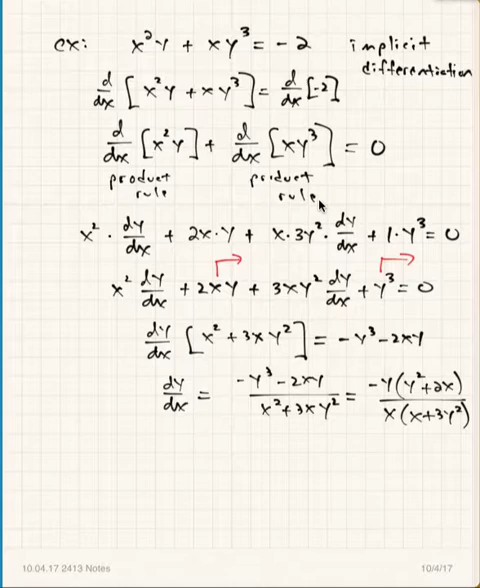 ex: x²y + xy³ = -2 implicit
differentiation
d/dx [x²y + xy³] = d/dx [-2]
d/dx [x²y] + d/dx [xy³] = 0
product rule product rule
x² · dy/dx + 2x·y + x·3y² · dy/dx + 1·y³ = 0
x² dy/dx + 2xy + 3xy² dy/dx + y³ = 0
dy/dx [x² + 3xy²] = -y³ - 2xy
dy/dx = (-y³ - 2xy)/(x² + 3xy²) = -y(y² + 2x)/x(x + 3y²)
10.04.17 2413 Notes 10/4/17